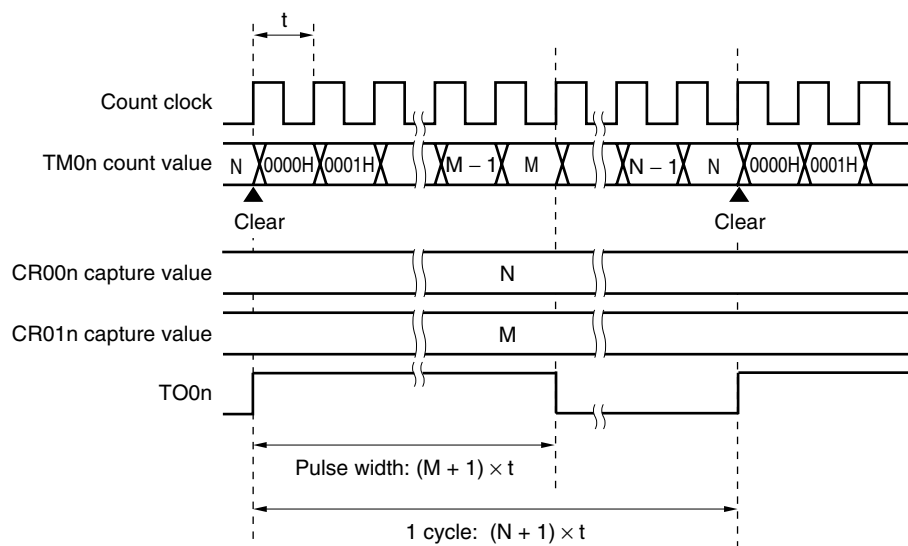 t
Count clock
TM0n count value N 0000H 0001H M − 1 M N − 1 N 0000H 0001H
Clear Clear
CR00n capture value N
CR01n capture value M
TO0n
Pulse width: (M + 1) × t
1 cycle: (N + 1) × t